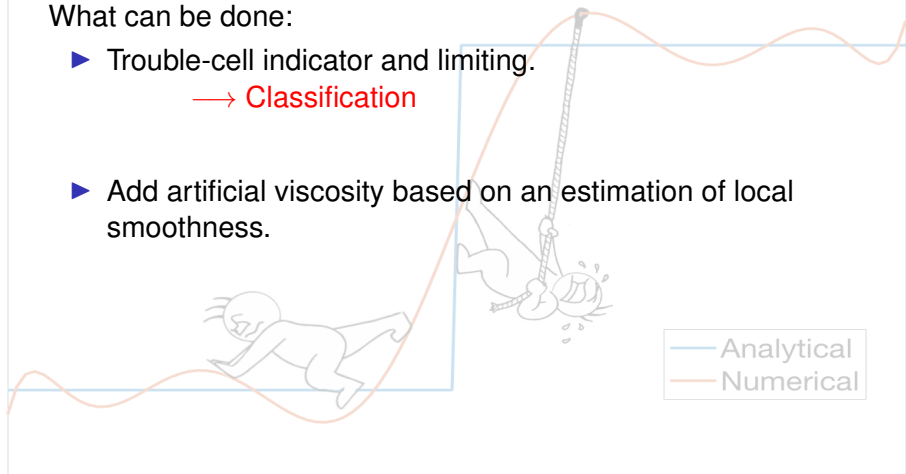 What can be done:
▶ Trouble-cell indicator and limiting.
⟶ Classification
▶ Add artificial viscosity based on an estimation of local
smoothness.
Analytical
Numerical